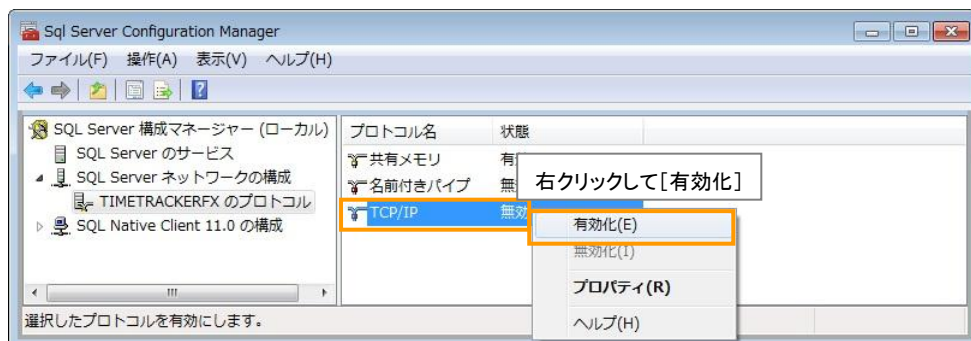 Sql Server Configuration Manager
ファイル(F) 操作(A) 表示(V) ヘルプ(H)
SQL Server 構成マネージャー (ローカル)
SQL Server のサービス
SQL Server ネットワークの構成
TIMETRACKERFX のプロトコル
SQL Native Client 11.0 の構成
プロトコル名 状態
共有メモリ 有
名前付きパイプ 無
TCP/IP 無効
右クリックして[有効化]
有効化(E)
無効化(I)
プロパティ(R)
ヘルプ(H)
選択したプロトコルを有効にします。